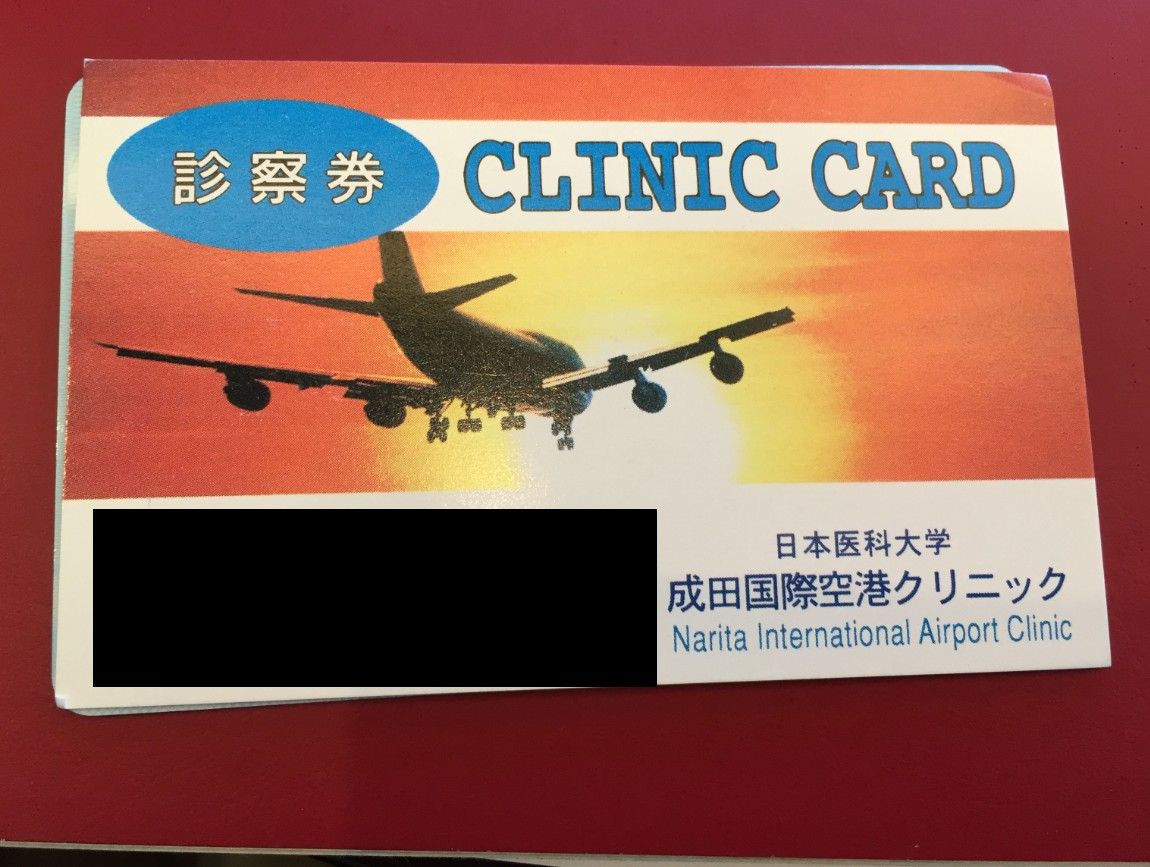 診察券
CLINIC CARD
日本医科大学
成田国際空港クリニック
Narita International Airport Clinic